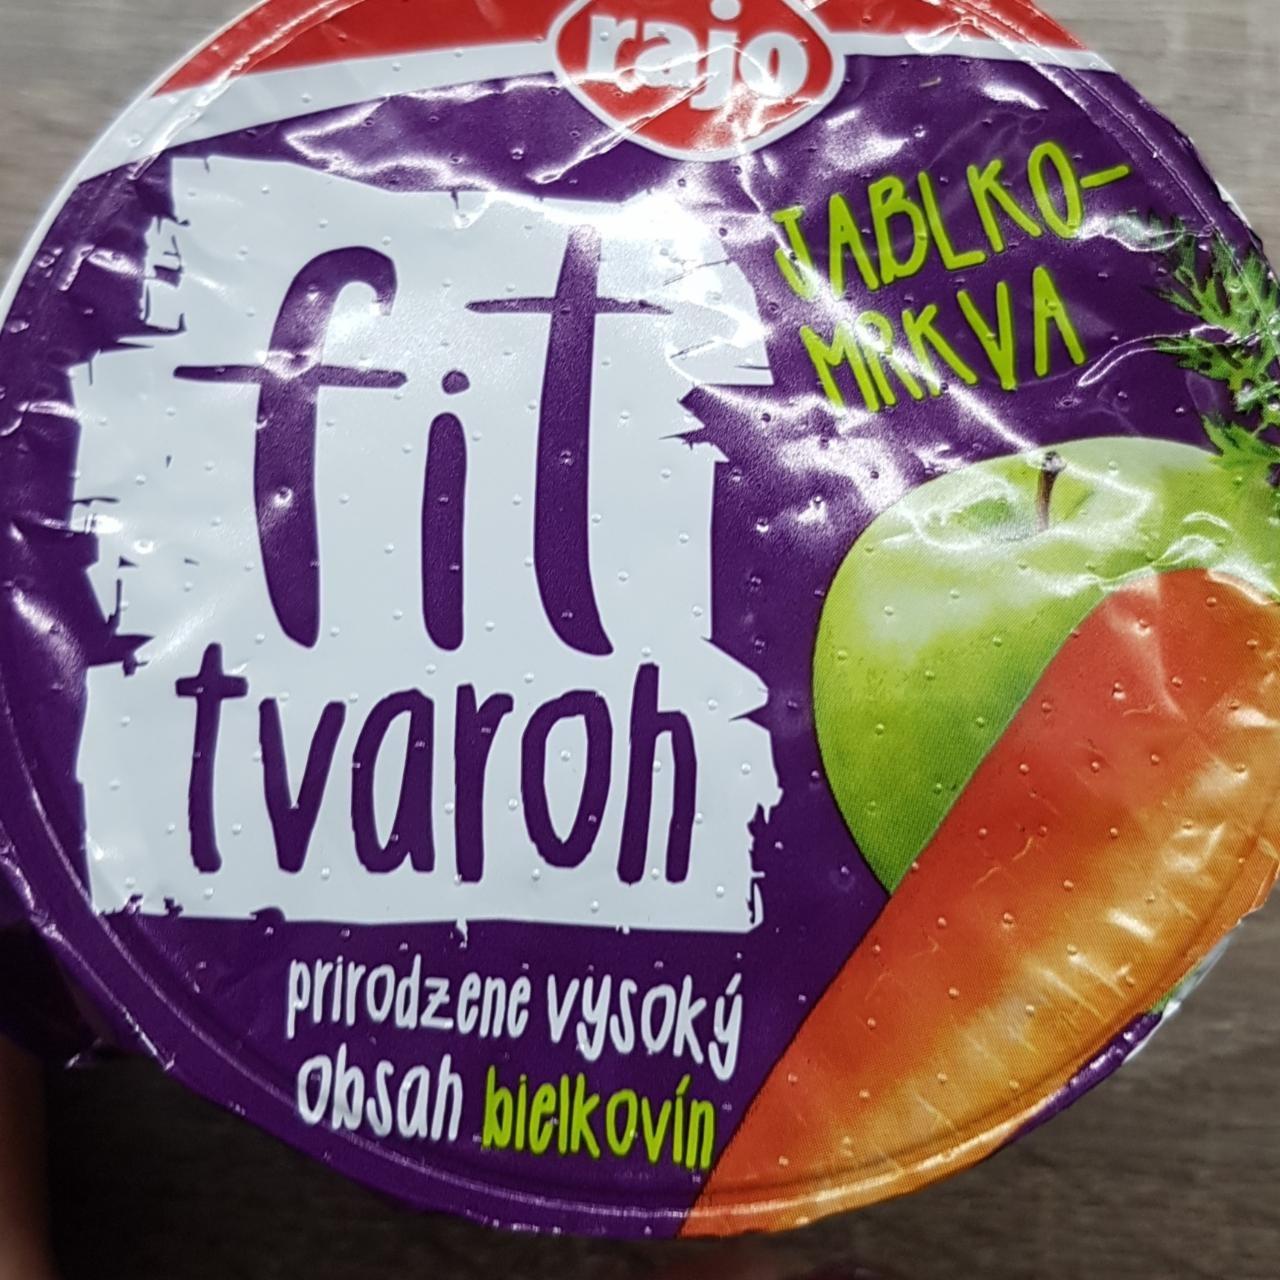 rajo
JABLKO-
MRKVA
fit
tvaroh
prirodzene vysoký
obsah bielkovín